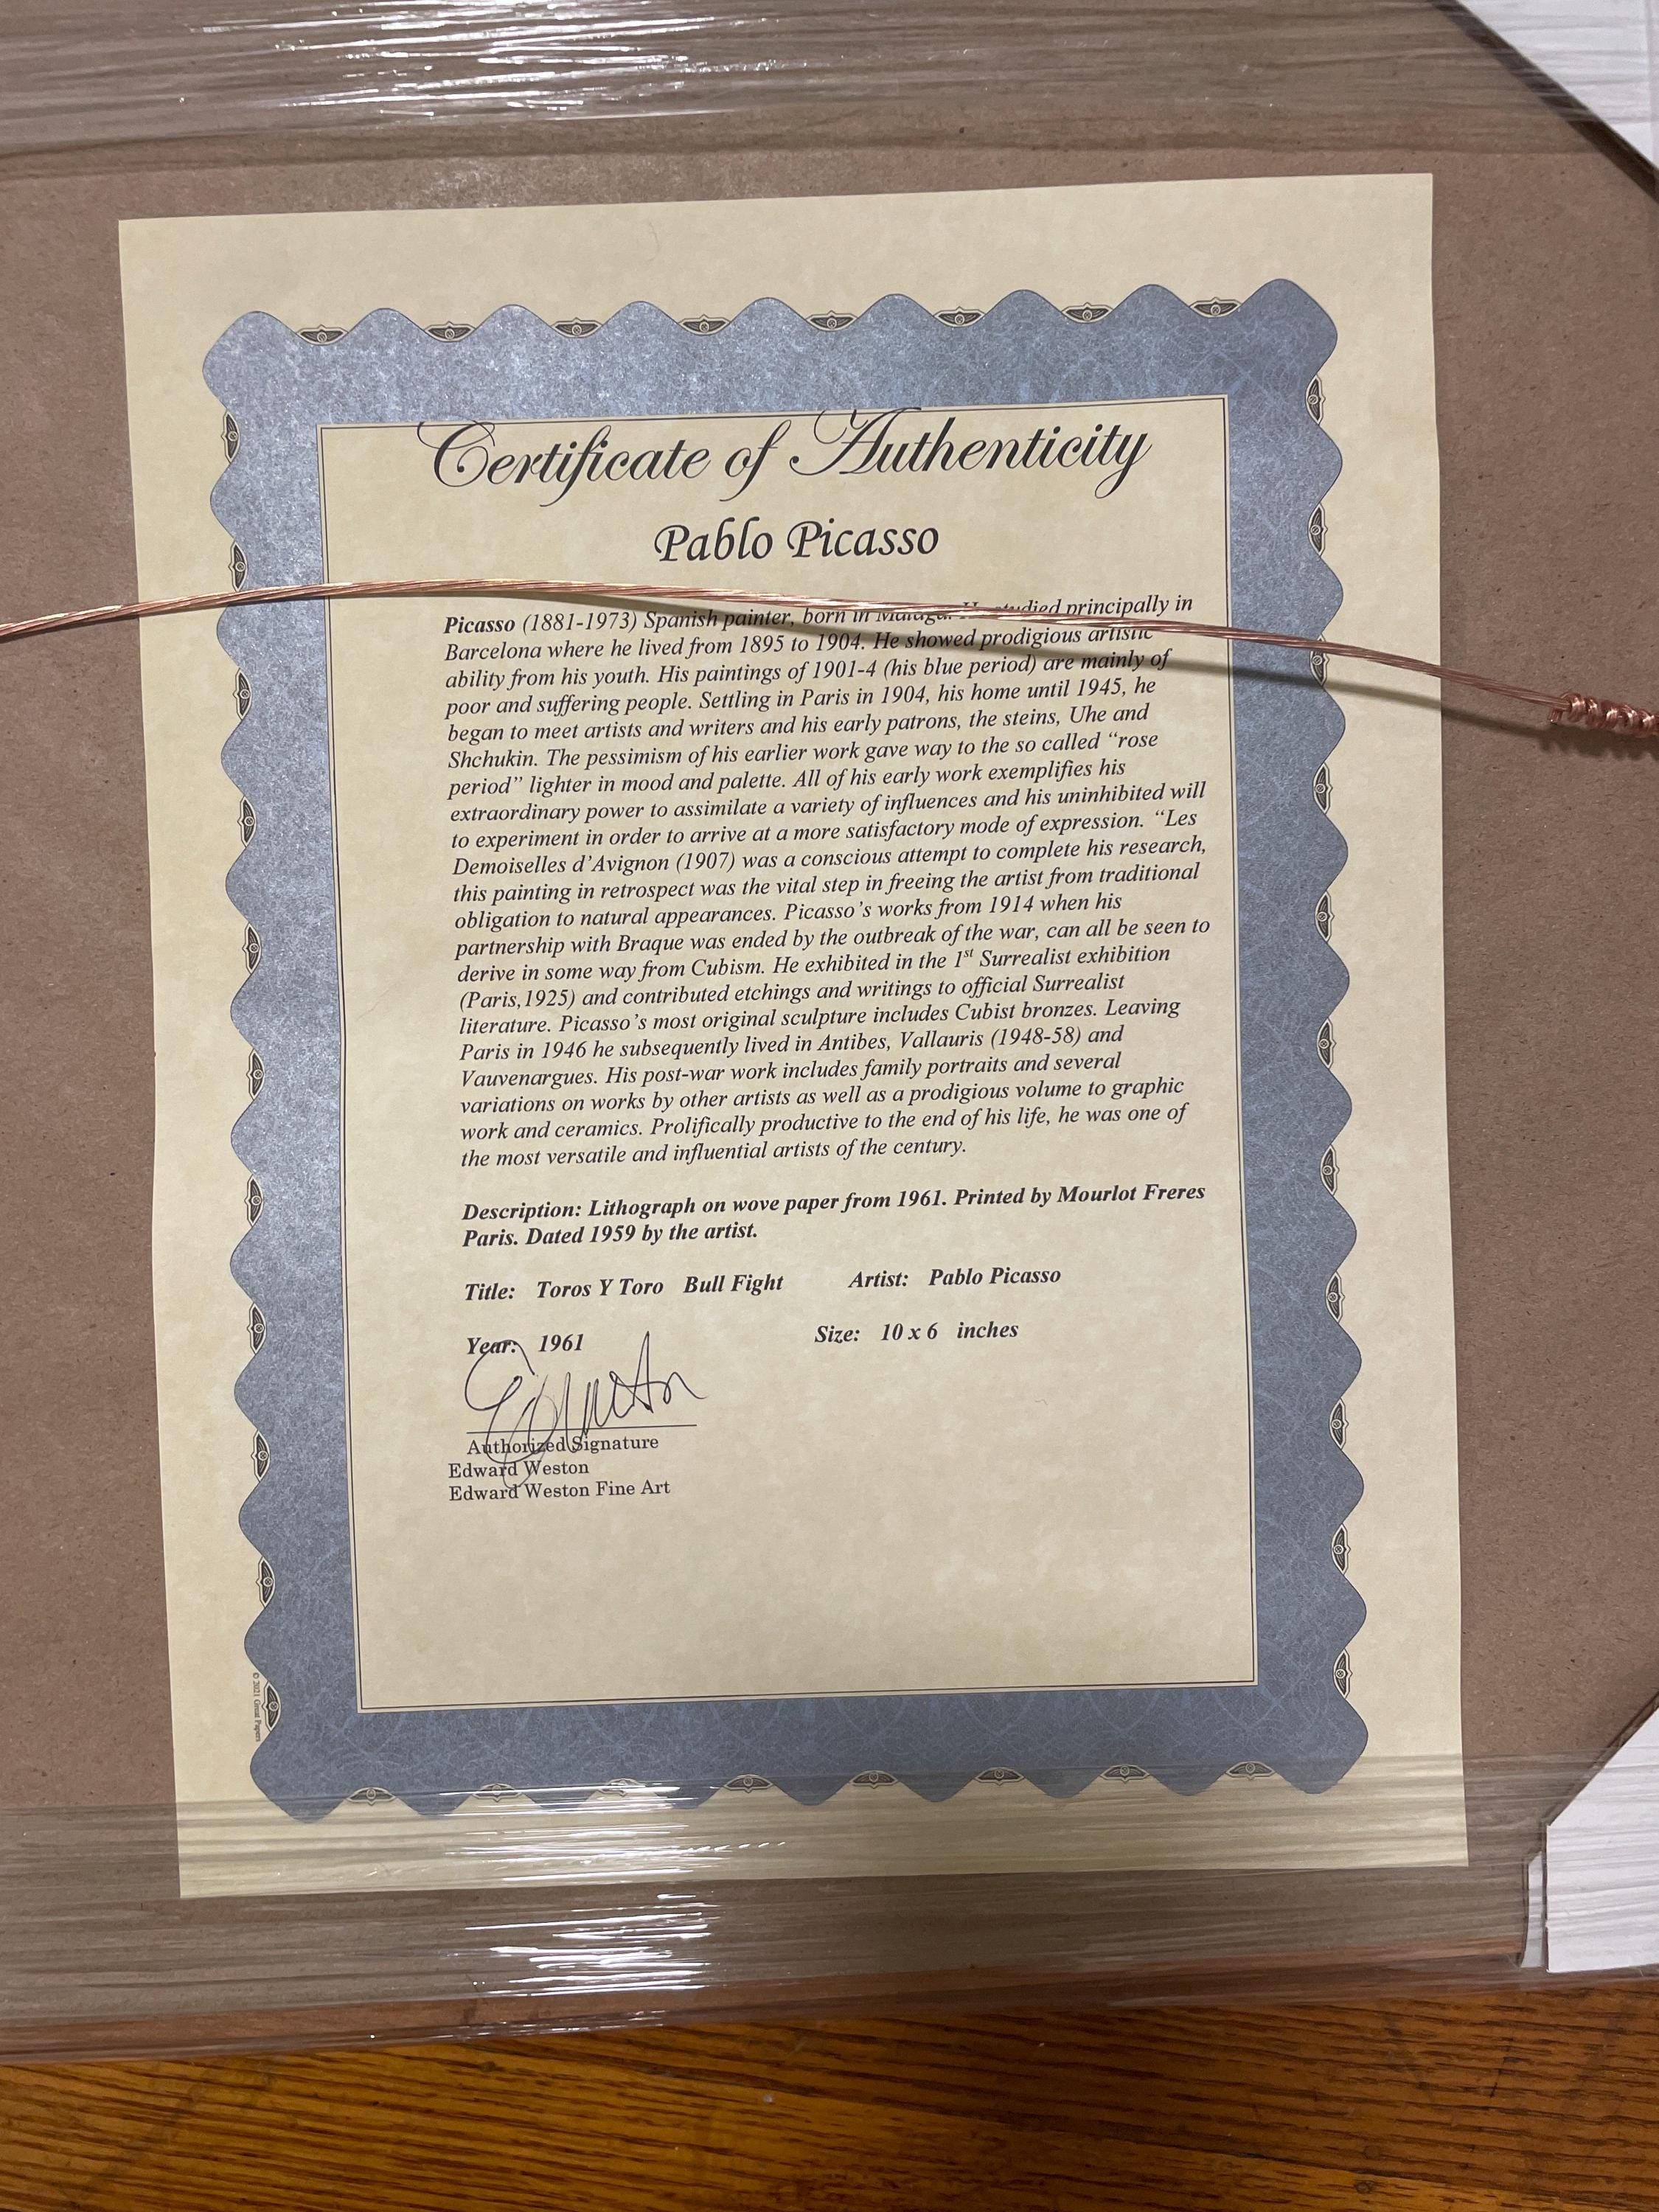 Certificate of Authenticity
Pablo Picasso
Picasso (1881-1973) Spanish painter, born in Malaga. He studied principally in
Barcelona where he lived from 1895 to 1904. He showed prodigious artistic
ability from his youth. His paintings of 1901-4 (his blue period) are mainly of
poor and suffering people. Settling in Paris in 1904, his home until 1945, he
began to meet artists and writers and his early patrons, the steins, Uhe and
Shchukin. The pessimism of his earlier work gave way to the so called “rose
period” lighter in mood and palette. All of his early work exemplifies his
extraordinary power to assimilate a variety of influences and his uninhibited will
to experiment in order to arrive at a more satisfactory mode of expression. “Les
Demoiselles d’Avignon (1907) was a conscious attempt to complete his research,
this painting in retrospect was the vital step in freeing the artist from traditional
obligation to natural appearances. Picasso’s works from 1914 when his
partnership with Braque was ended by the outbreak of the war, can all be seen to
derive in some way from Cubism. He exhibited in the 1st Surrealist exhibition
(Paris,1925) and contributed etchings and writings to official Surrealist
literature. Picasso’s most original sculpture includes Cubist bronzes. Leaving
Paris in 1946 he subsequently lived in Antibes, Vallauris (1948-58) and
Vauvenargues. His post-war work includes family portraits and several
variations on works by other artists as well as a prodigious volume to graphic
work and ceramics. Prolifically productive to the end of his life, he was one of
the most versatile and influential artists of the century.
Description: Lithograph on wove paper from 1961. Printed by Mourlot Freres
Paris. Dated 1959 by the artist.
Title: Toros Y Toro Bull Fight Artist: Pablo Picasso
Year: 1961 Size: 10 x 6 inches
Authorized Signature
Edward Weston
Edward Weston Fine Art
© 2021 Great Papers